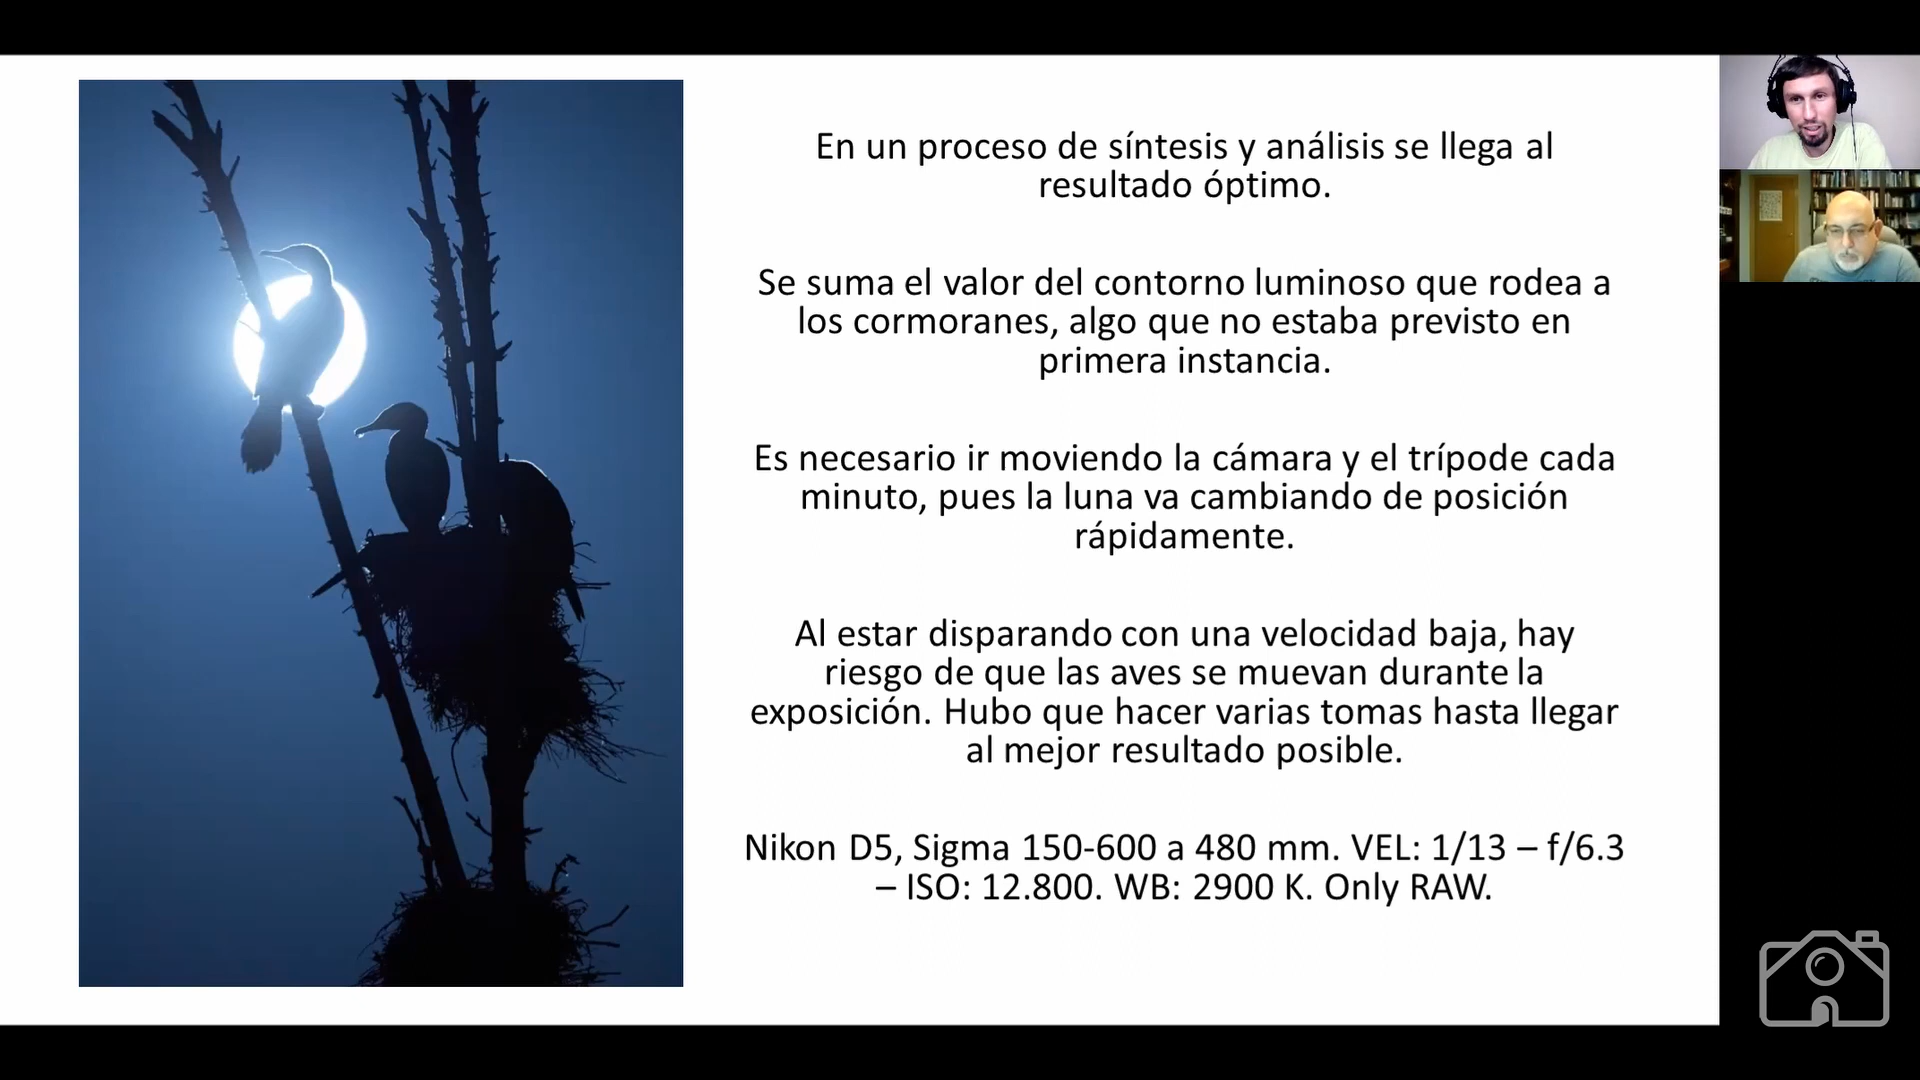 En un proceso de síntesis y análisis se llega al
resultado óptimo.
Se suma el valor del contorno luminoso que rodea a
los cormoranes, algo que no estaba previsto en
primera instancia.
Es necesario ir moviendo la cámara y el trípode cada
minuto, pues la luna va cambiando de posición
rápidamente.
Al estar disparando con una velocidad baja, hay
riesgo de que las aves se muevan durante la
exposición. Hubo que hacer varias tomas hasta llegar
al mejor resultado posible.
Nikon D5, Sigma 150-600 a 480 mm. VEL: 1/13 – f/6.3
– ISO: 12.800. WB: 2900 K. Only RAW.